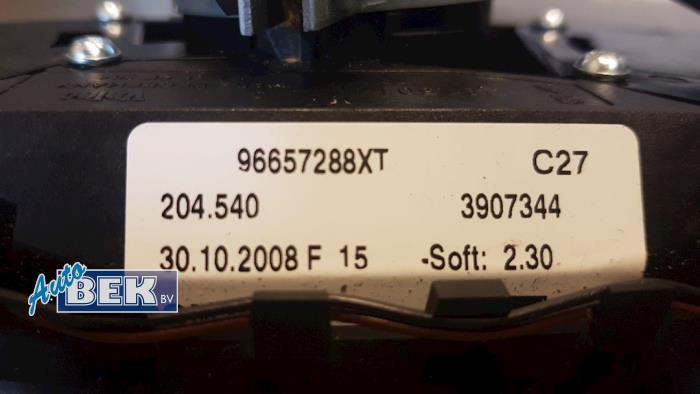 96657288XT C27
204.540 3907344
30.10.2008 F 15 -Soft: 2.30
Auto
BEK BV